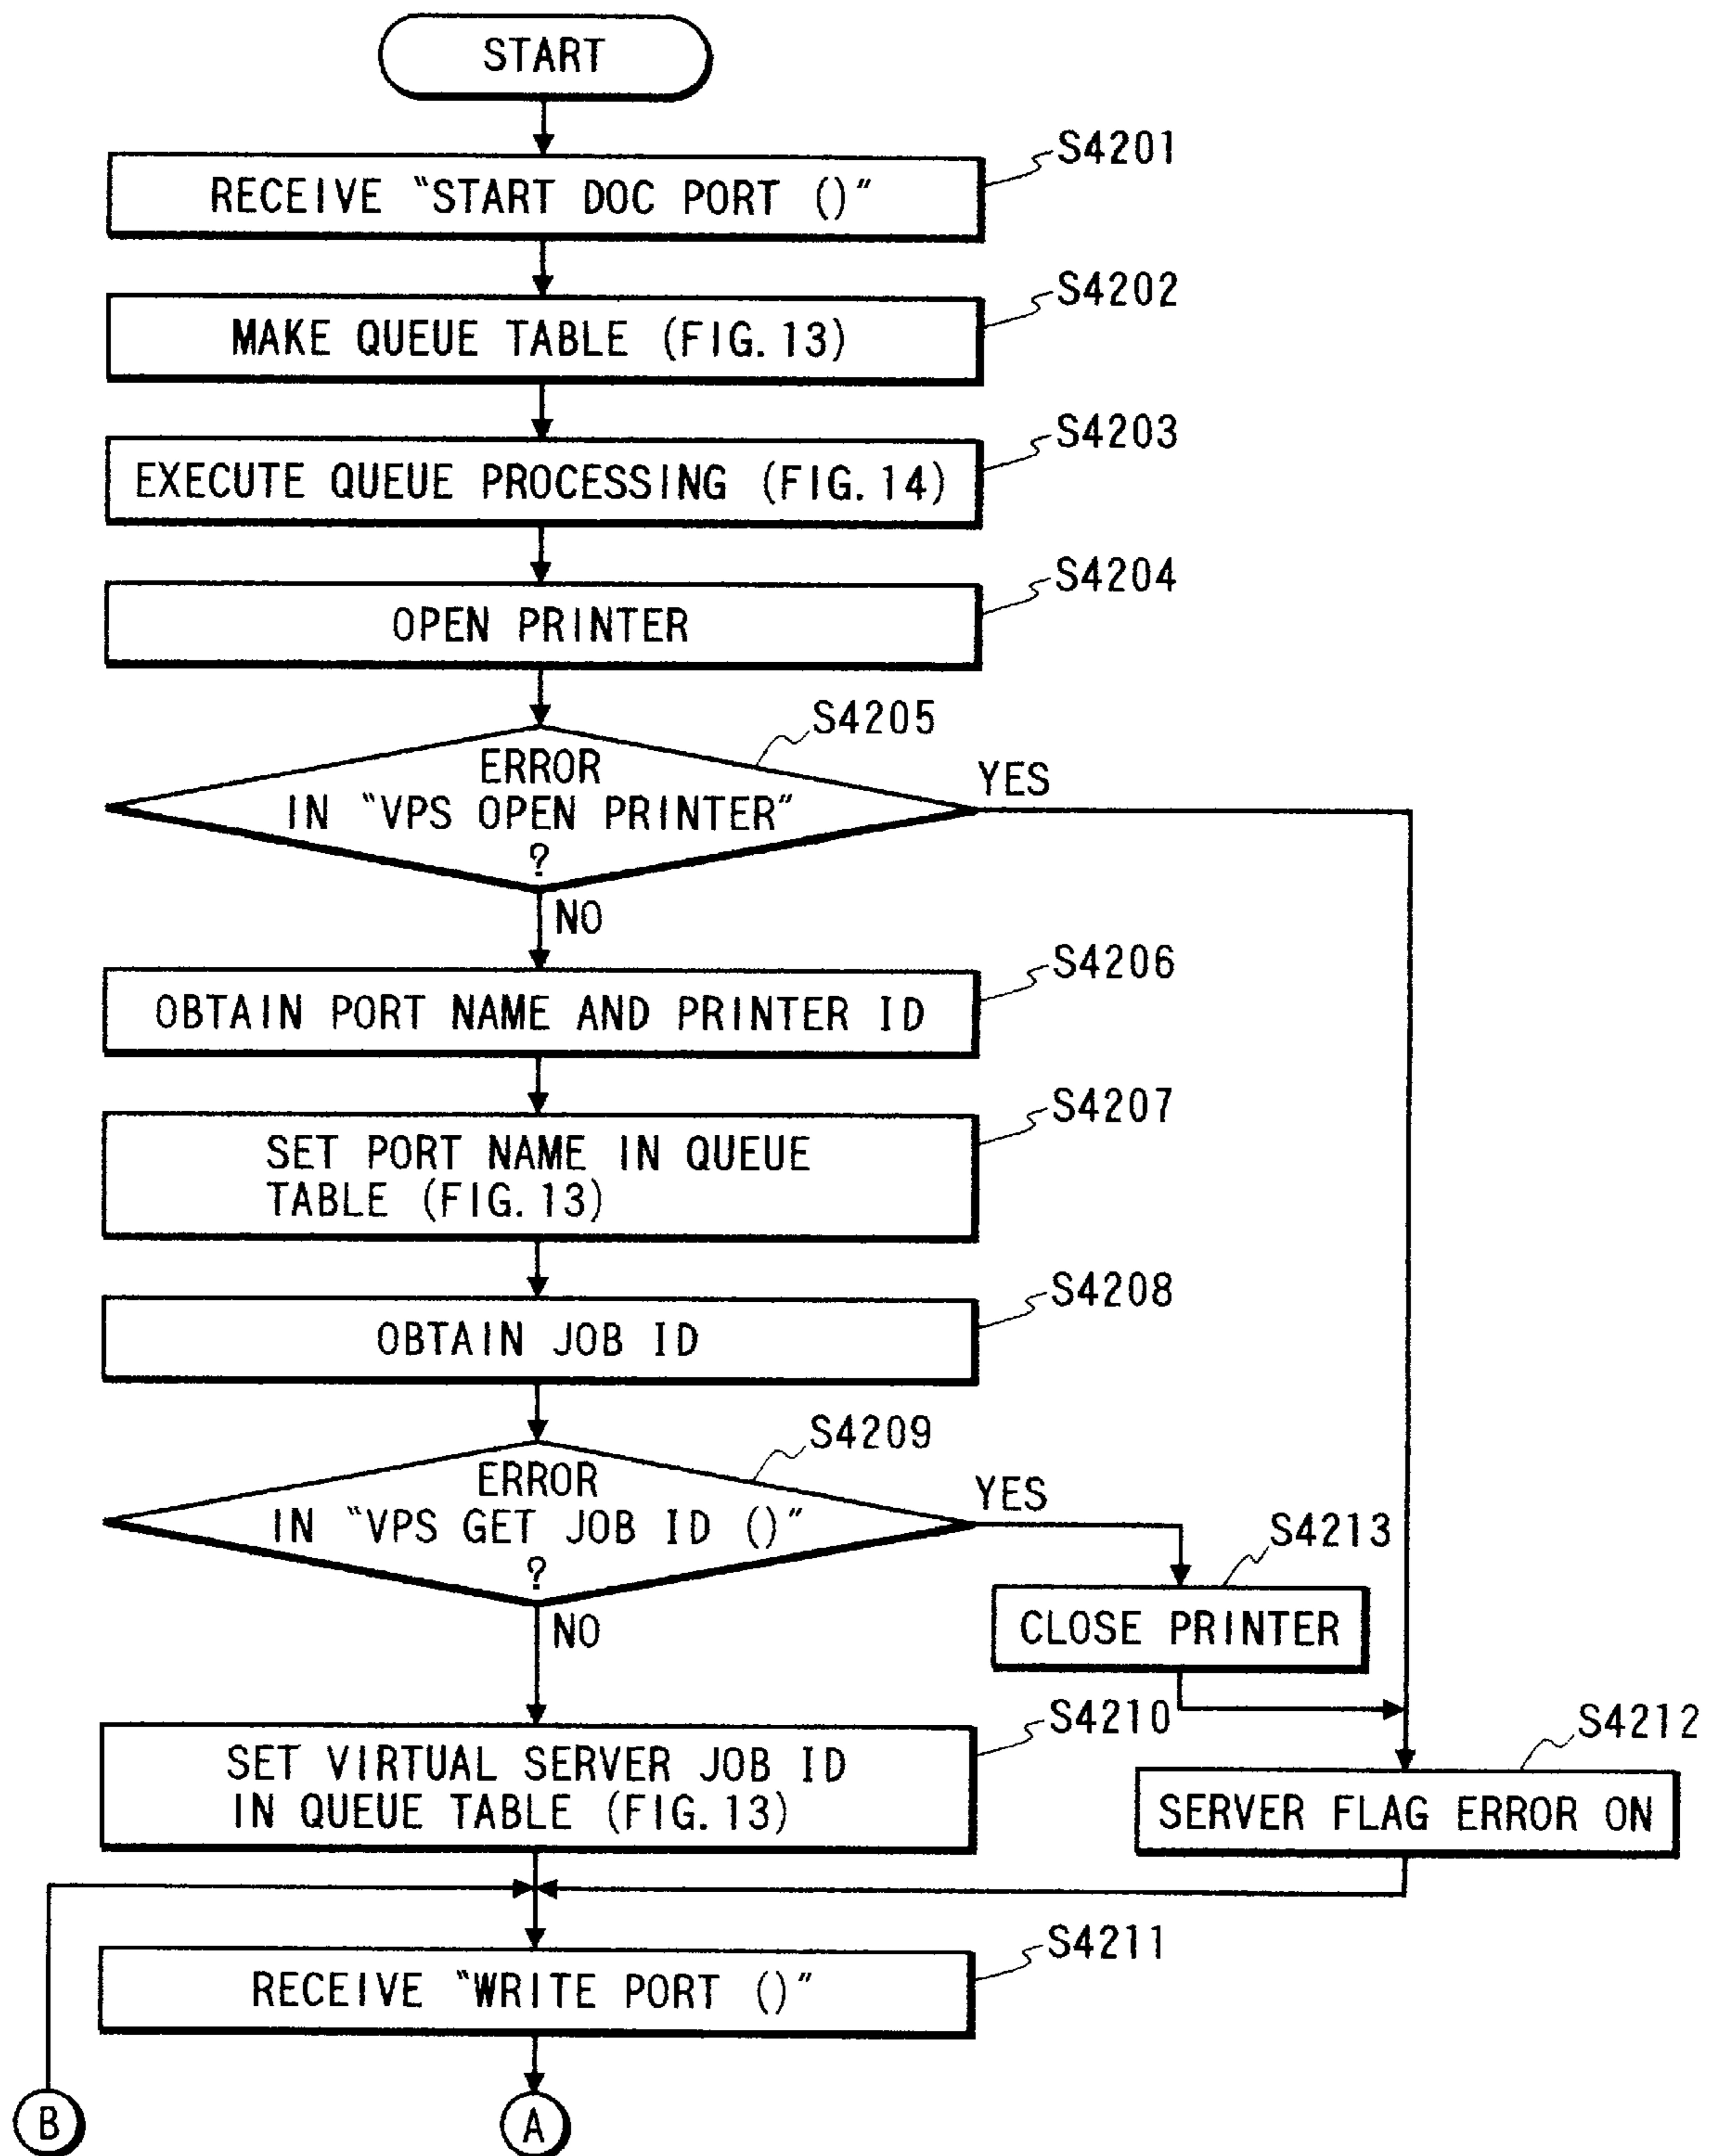 START
S4201
RECEIVE “START DOC PORT ()”
S4202
MAKE QUEUE TABLE (FIG. 13)
S4203
EXECUTE QUEUE PROCESSING (FIG. 14)
S4204
OPEN PRINTER
S4205
ERROR
IN “VPS OPEN PRINTER”
?
YES
NO
S4206
OBTAIN PORT NAME AND PRINTER ID
S4207
SET PORT NAME IN QUEUE
TABLE (FIG. 13)
S4208
OBTAIN JOB ID
S4209
ERROR
IN “VPS GET JOB ID ()”
?
YES
NO
S4213
CLOSE PRINTER
S4210
SET VIRTUAL SERVER JOB ID
IN QUEUE TABLE (FIG. 13)
S4212
SERVER FLAG ERROR ON
S4211
RECEIVE “WRITE PORT ()”
B
A